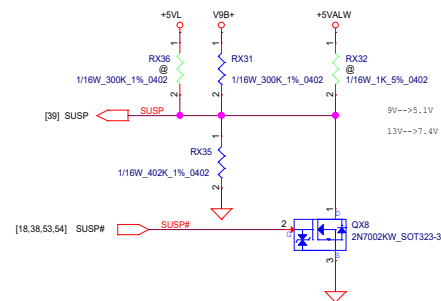 +5VL V9B+ +5VALW
1 1 1
RX36 RX31 RX32
@ @
1/16W_300K_1%_0402 1/16W_300K_1%_0402 1/16W_1K_5%_0402
2 2 2
[39] SUSP SUSP
9V-->5.1V
13V-->7.4V
1
RX35
1/16W_402K_1%_0402
2
1
D
[18,38,53,54] SUSP# SUSP# 2 QX8
G 2N7002KW_SOT323-3
S
3